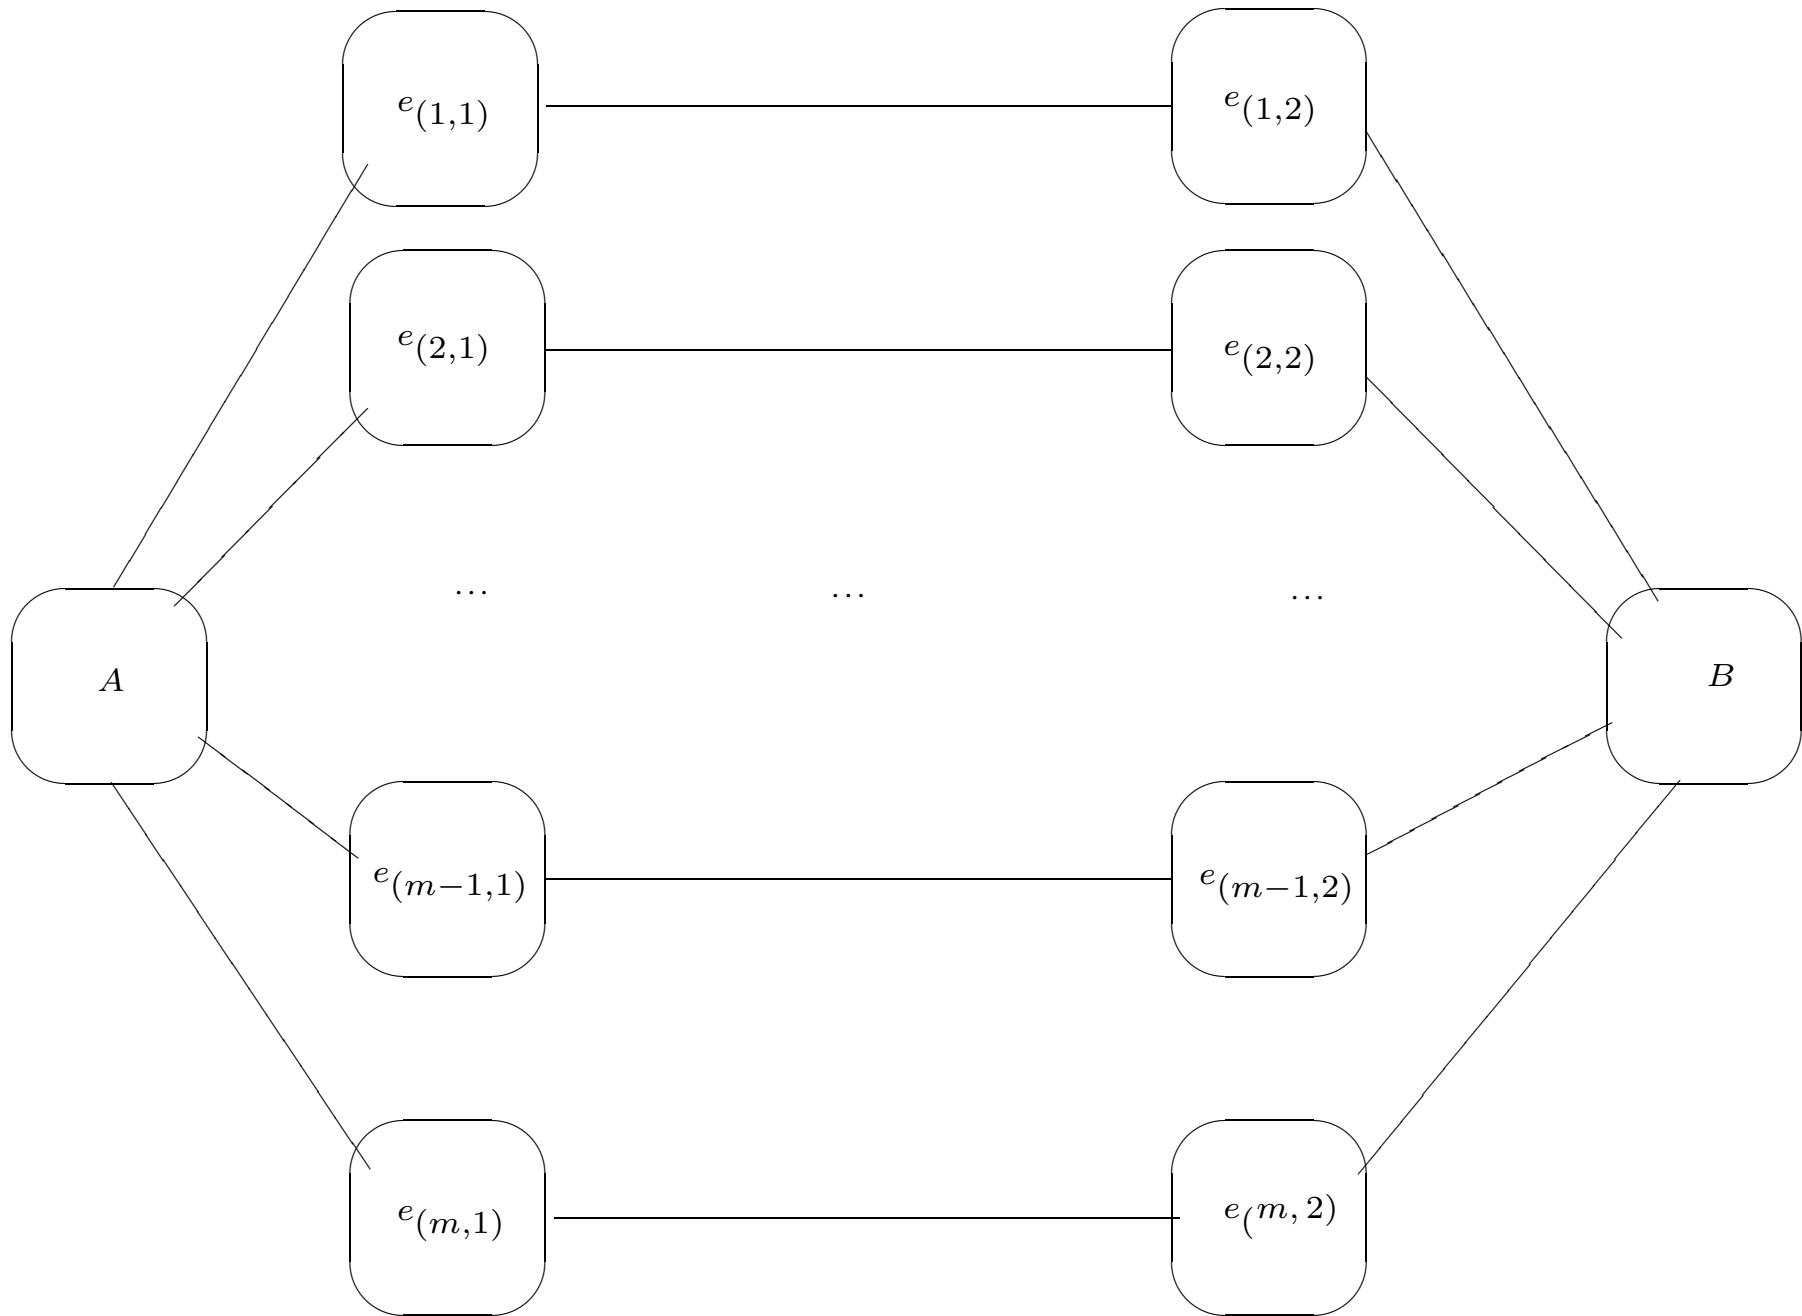 e(1,1) e(1,2)
e(2,1) e(2,2)
... ... ...
A B
e(m−1,1) e(m−1,2)
e(m,1) e(m,2)